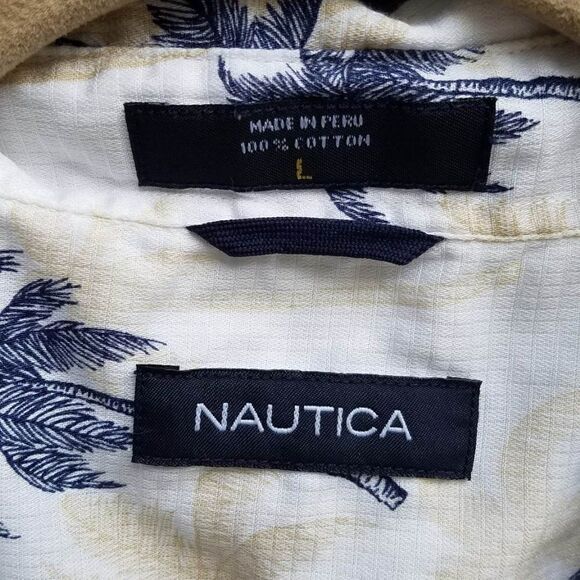 MADE IN PERU
100% COTTON
L
NAUTICA